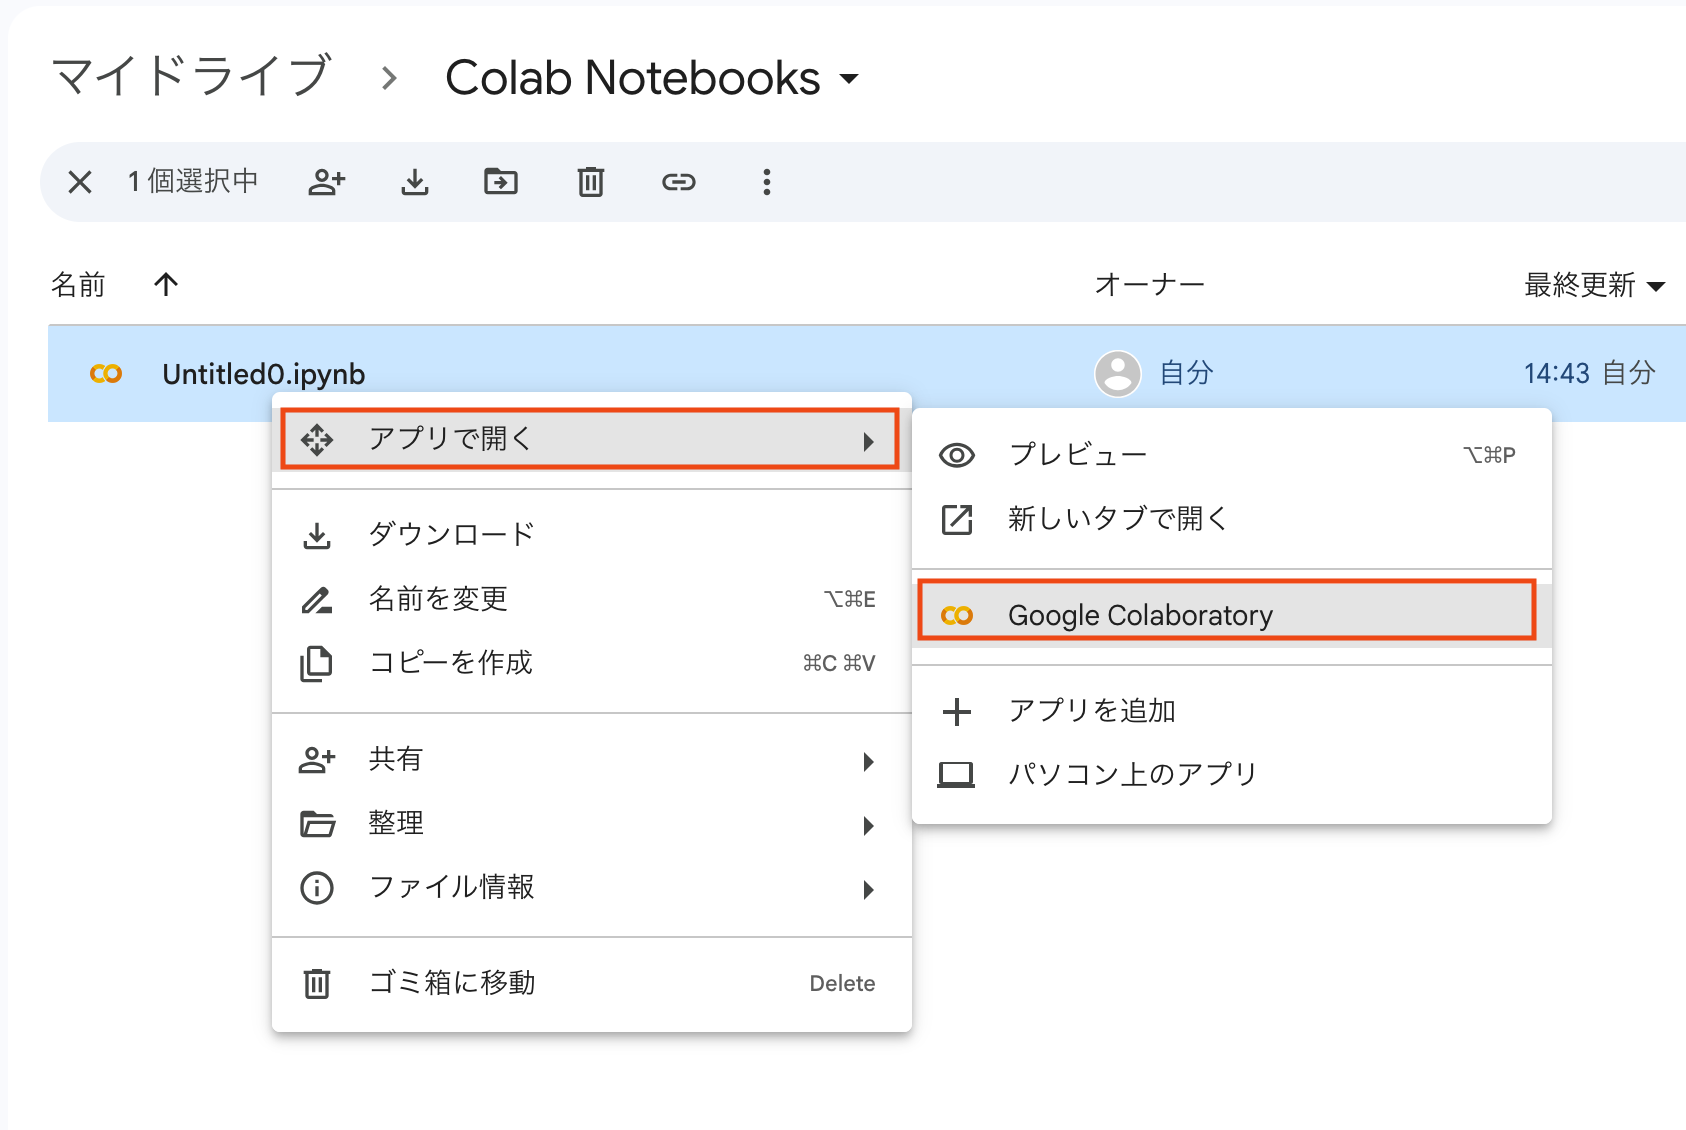 マイドライブ > Colab Notebooks
1 個選択中
名前 オーナー 最終更新
Untitled0.ipynb 自分 14:43 自分
アプリで開く
ダウンロード
名前を変更 ⌥⌘E
コピーを作成 ⌘C ⌘V
共有
整理
ファイル情報
ゴミ箱に移動 Delete
プレビュー ⌥⌘P
新しいタブで開く
Google Colaboratory
アプリを追加
パソコン上のアプリ